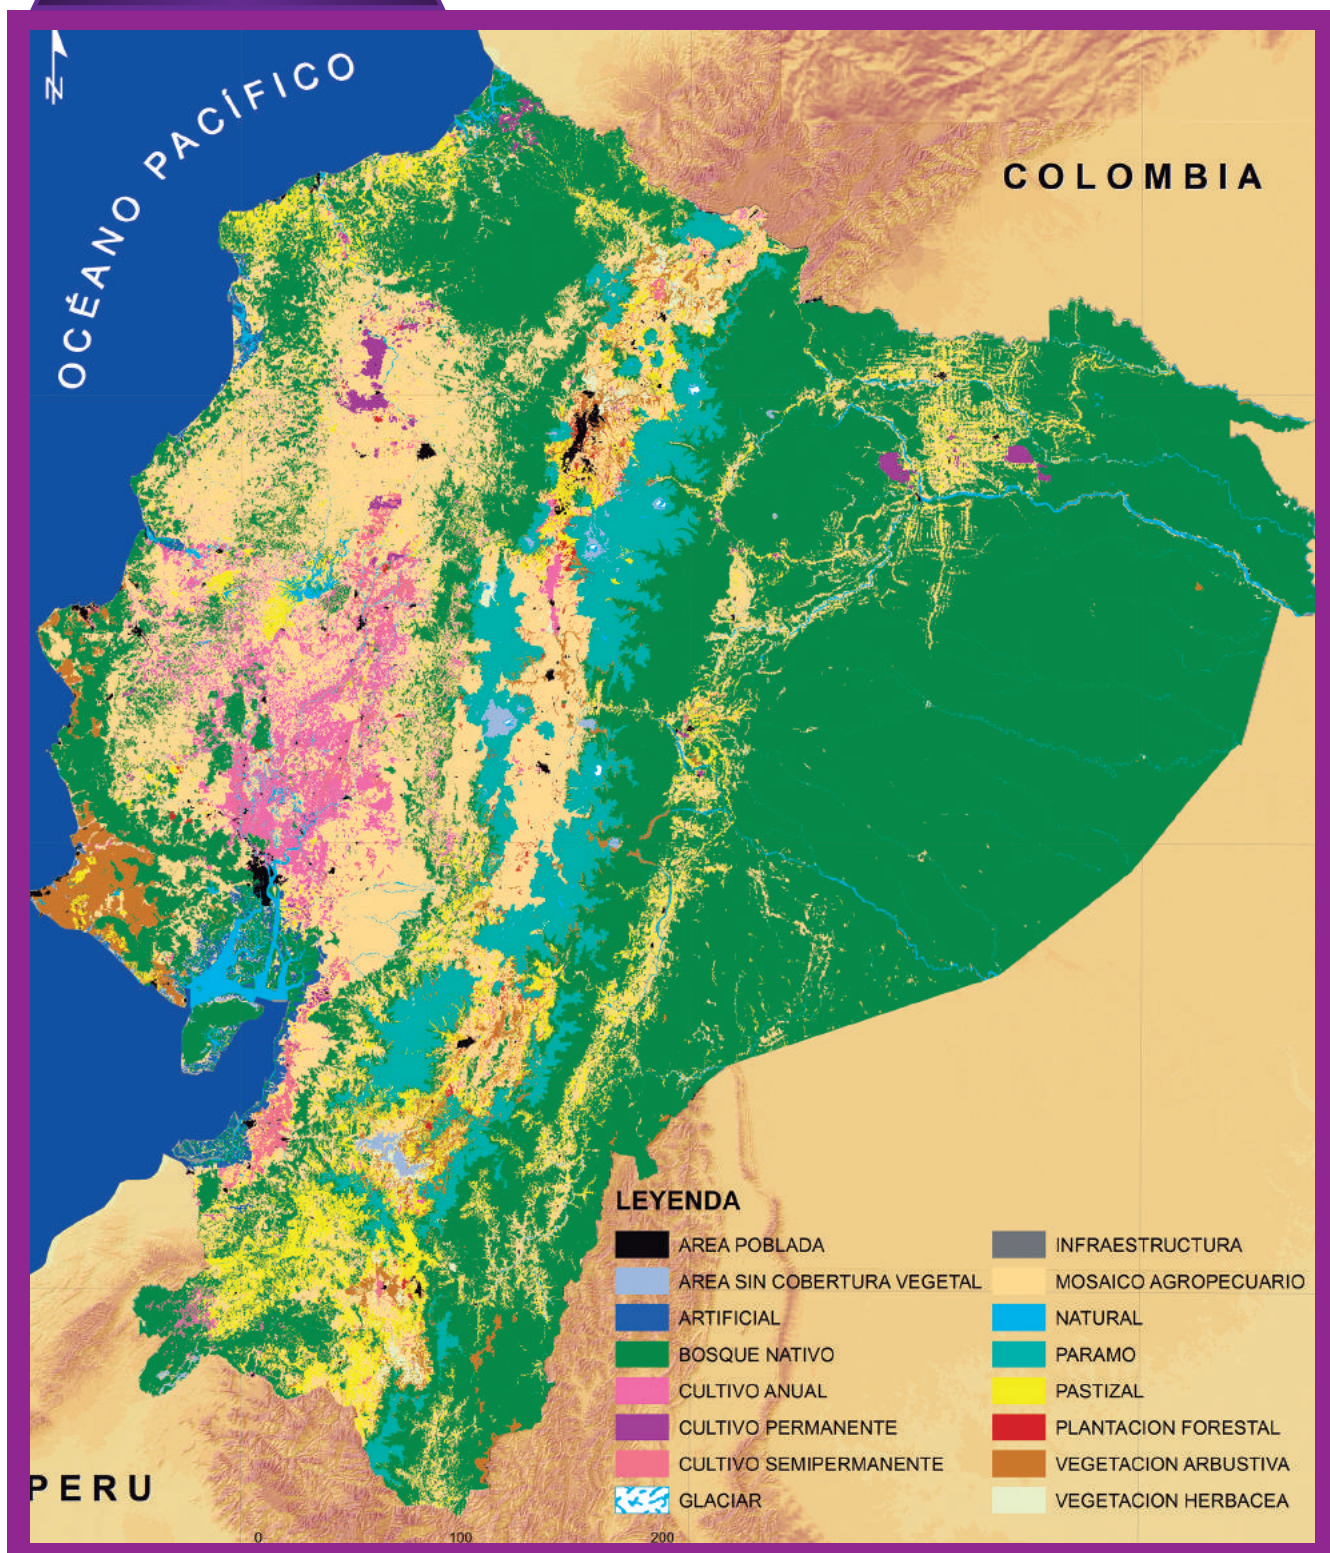 N
OCÉANO PACÍFICO
COLOMBIA
LEYENDA
AREA POBLADA
AREA SIN COBERTURA VEGETAL
ARTIFICIAL
BOSQUE NATIVO
CULTIVO ANUAL
CULTIVO PERMANENTE
CULTIVO SEMIPERMANENTE
GLACIAR
INFRAESTRUCTURA
MOSAICO AGROPECUARIO
NATURAL
PARAMO
PASTIZAL
PLANTACION FORESTAL
VEGETACION ARBUSTIVA
VEGETACION HERBACEA
PERU
0 100 200